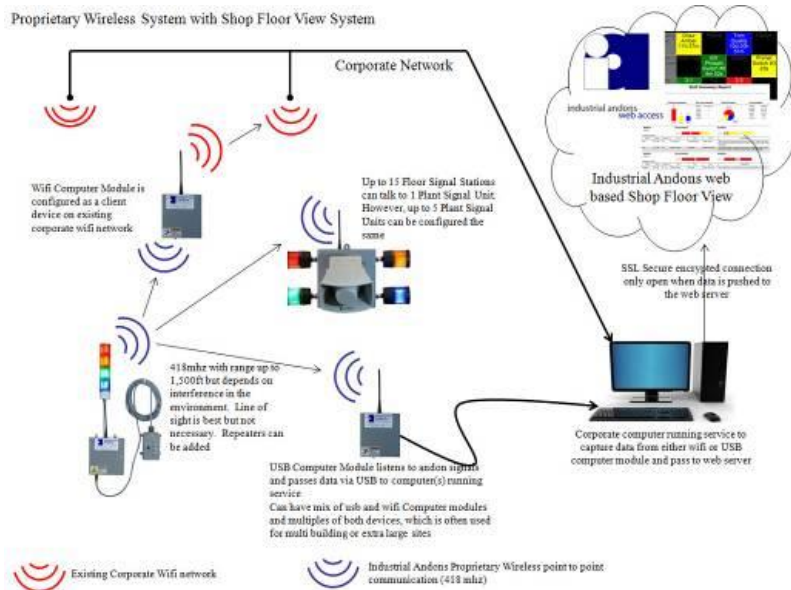 Proprietary Wireless System with Shop Floor View System
Corporate Network
industrial andons
web access
Industrial Andons web
based Shop Floor View
Wifi Computer Module is
configured as a client
device on existing
corporate wifi network
Up to 15 Floor Signal Stations
can talk to 1 Plant Signal Unit.
However, up to 5 Plant Signal
Units can be configured the
same
SSL Secure encrypted connection
only open when data is pushed
to the web server
418mhz with range up to
1,500ft but depends on
interference in the
environment. Line of
sight is best but not
necessary. Repeaters can
be added
USB Computer Module listens to andon signals
and passes data via USB to computer(s) running
service
Can have mix of usb and wifi Computer modules
and multiples of both devices, which is often used
for multi building or extra large sites
Corporate computer running service to
capture data from either wifi or USB
computer module and pass to web server
Existing Corporate Wifi network
Industrial Andons Proprietary Wireless point to point
communication (418 mhz)